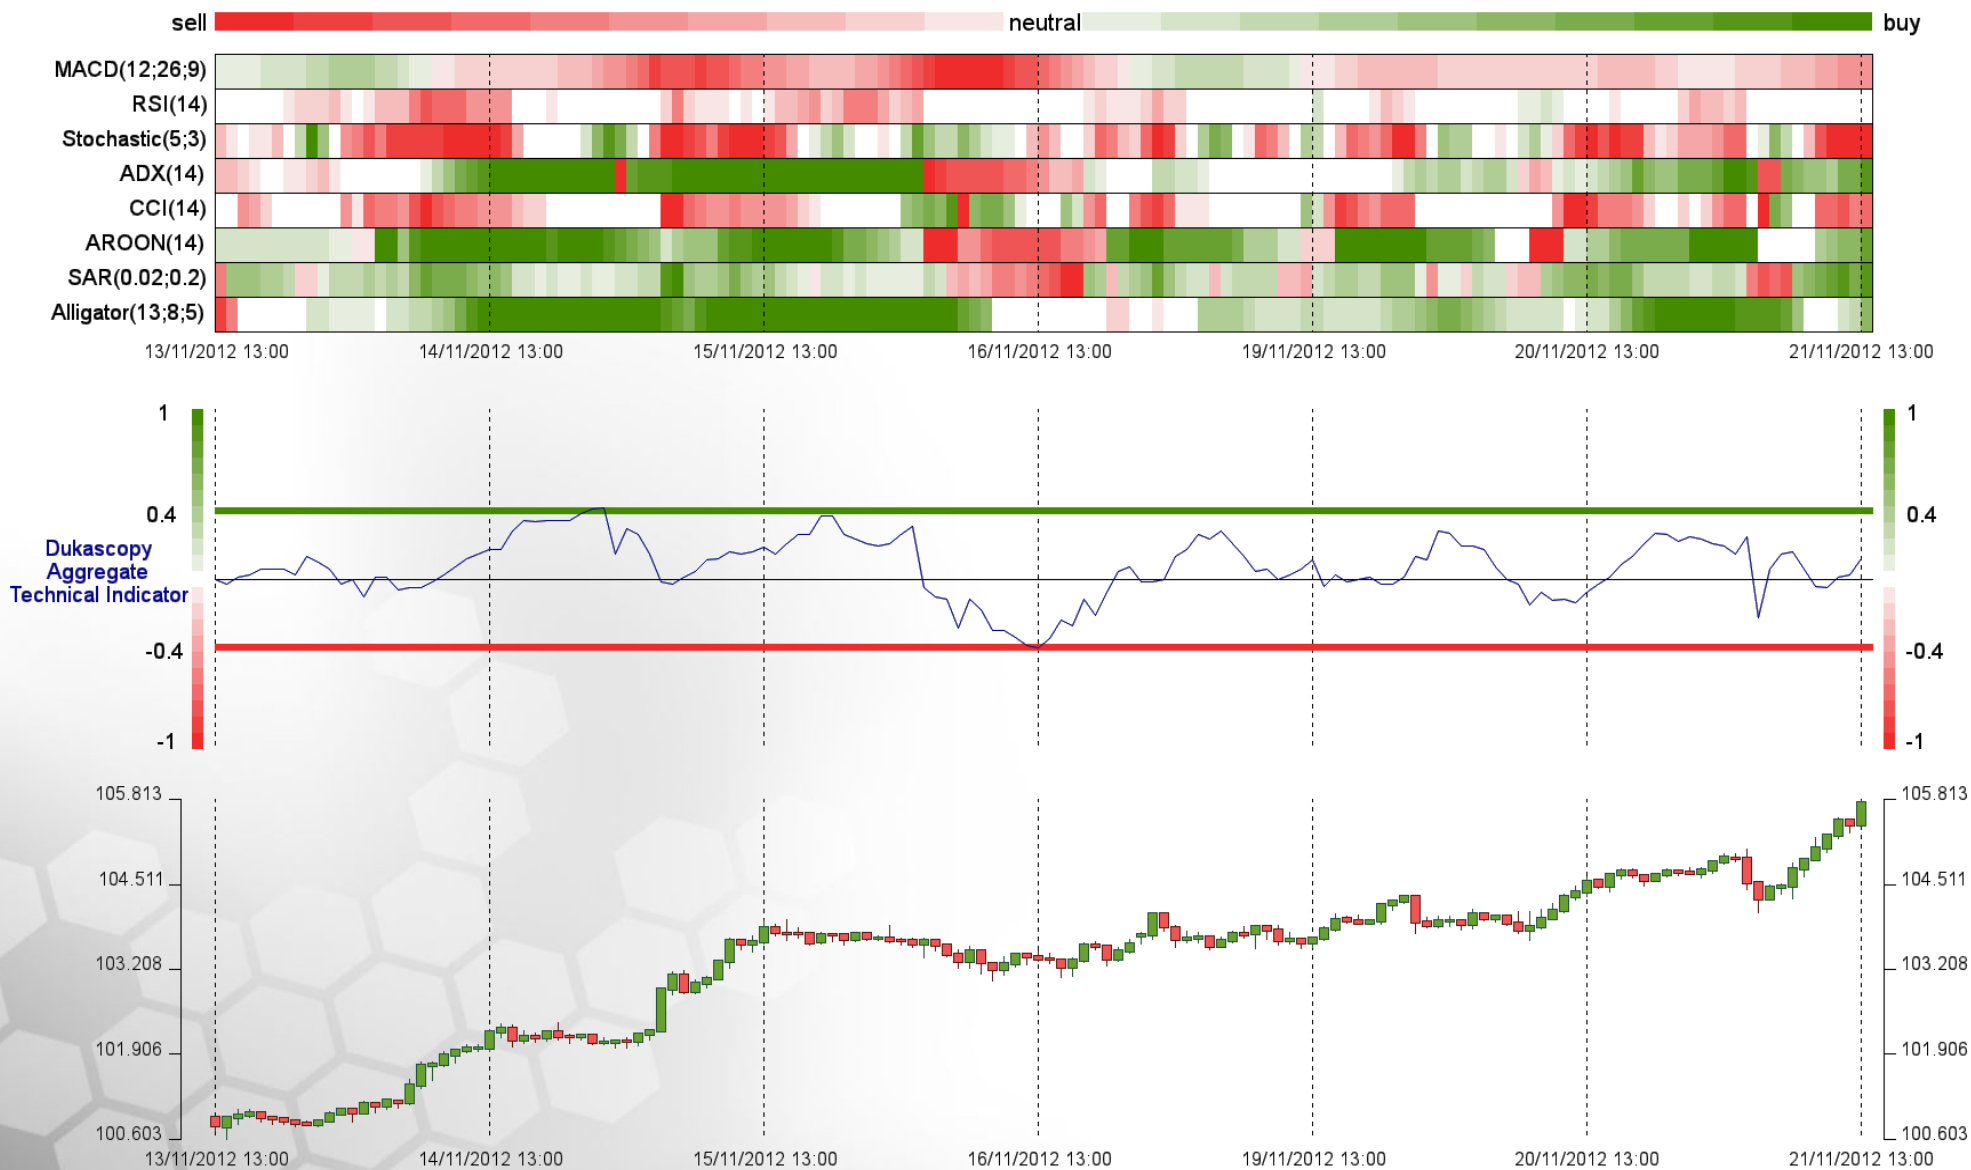 sell neutral buy
MACD(12;26;9)
RSI(14)
Stochastic(5;3)
ADX(14)
CCI(14)
AROON(14)
SAR(0.02;0.2)
Alligator(13;8;5)
13/11/2012 13:00 14/11/2012 13:00 15/11/2012 13:00 16/11/2012 13:00 19/11/2012 13:00 20/11/2012 13:00 21/11/2012 13:00
1 1
0.4 0.4
Dukascopy
Aggregate
Technical Indicator
-0.4 -0.4
-1 -1
105.813 105.813
104.511 104.511
103.208 103.208
101.906 101.906
100.603 100.603
13/11/2012 13:00 14/11/2012 13:00 15/11/2012 13:00 16/11/2012 13:00 19/11/2012 13:00 20/11/2012 13:00 21/11/2012 13:00